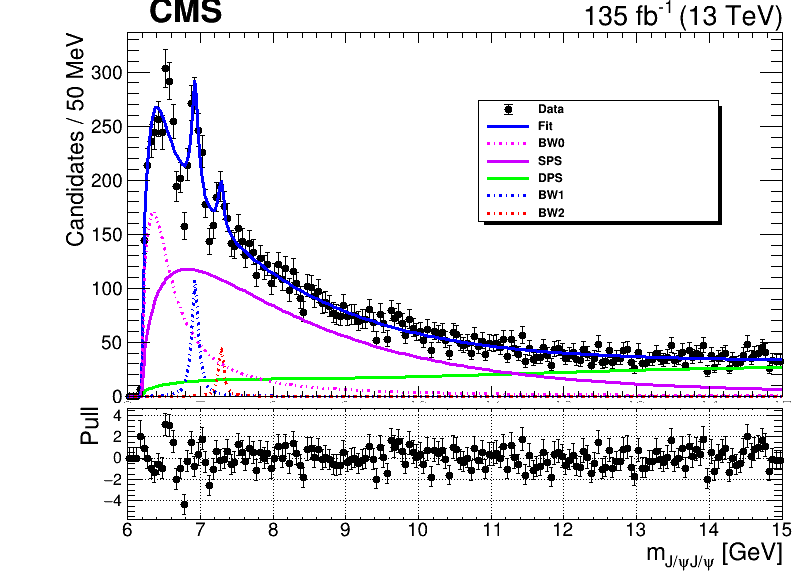 CMS
135 fb-1 (13 TeV)
Candidates / 50 MeV
300
250
200
150
100
50
0
Data
Fit
BW0
SPS
DPS
BW1
BW2
Pull
4
2
0
−2
−4
6 7 8 9 10 11 12 13 14 15
mJ/ψJ/ψ [GeV]